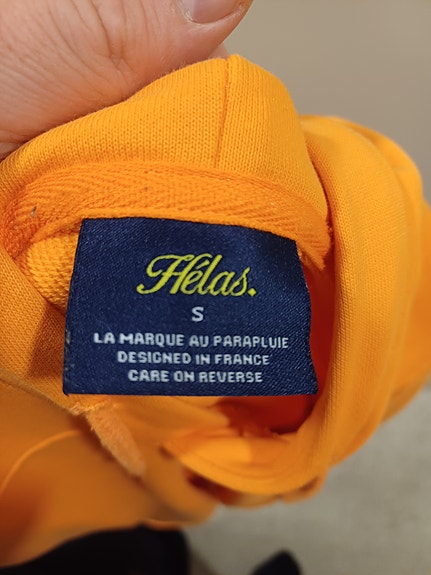 Hélas.
S
LA MARQUE AU PARAPLUIE
DESIGNED IN FRANCE
CARE ON REVERSE